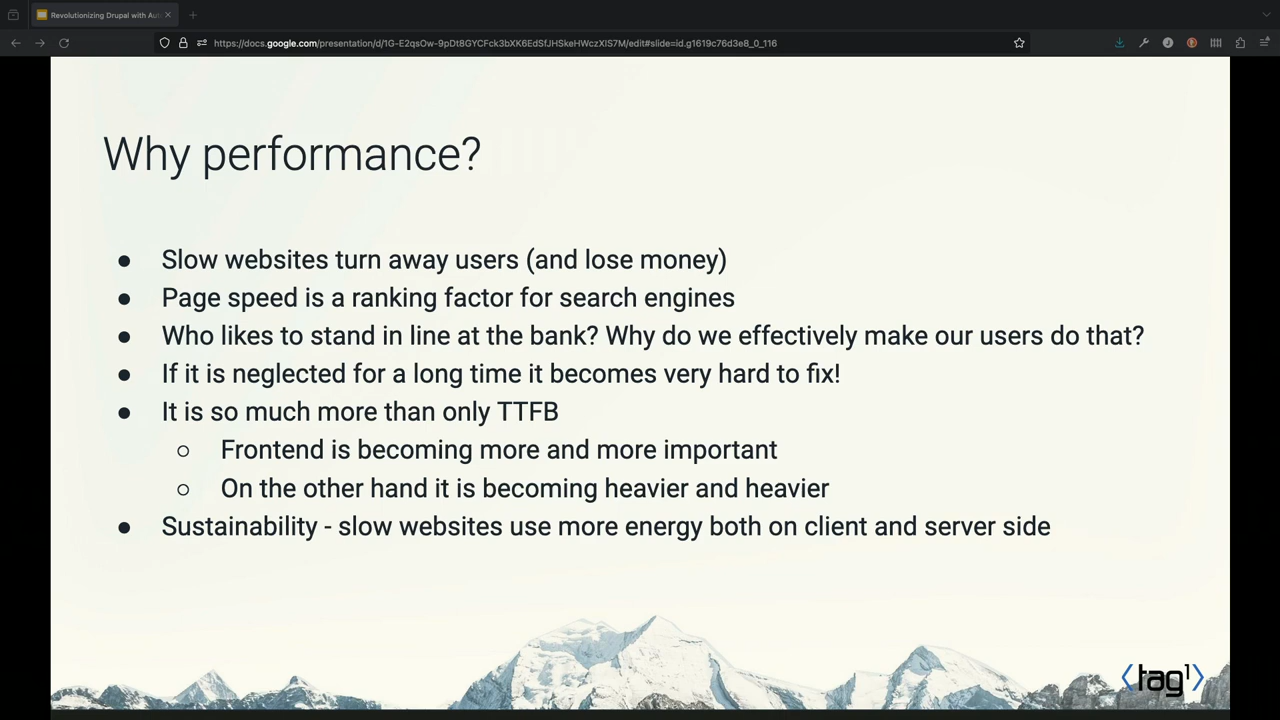 Revolutionizing Drupal with Aut
https://docs.google.com/presentation/d/1G-E2qsOw-9pDt8GYCFck3bXK6EdSfJHSkeHWczXIS7M/edit#slide=id.g1619c76d3e8_0_116
Why performance?
● Slow websites turn away users (and lose money)
● Page speed is a ranking factor for search engines
● Who likes to stand in line at the bank? Why do we effectively make our users do that?
● If it is neglected for a long time it becomes very hard to fix!
● It is so much more than only TTFB
○ Frontend is becoming more and more important
○ On the other hand it is becoming heavier and heavier
● Sustainability - slow websites use more energy both on client and server side
<tag1>